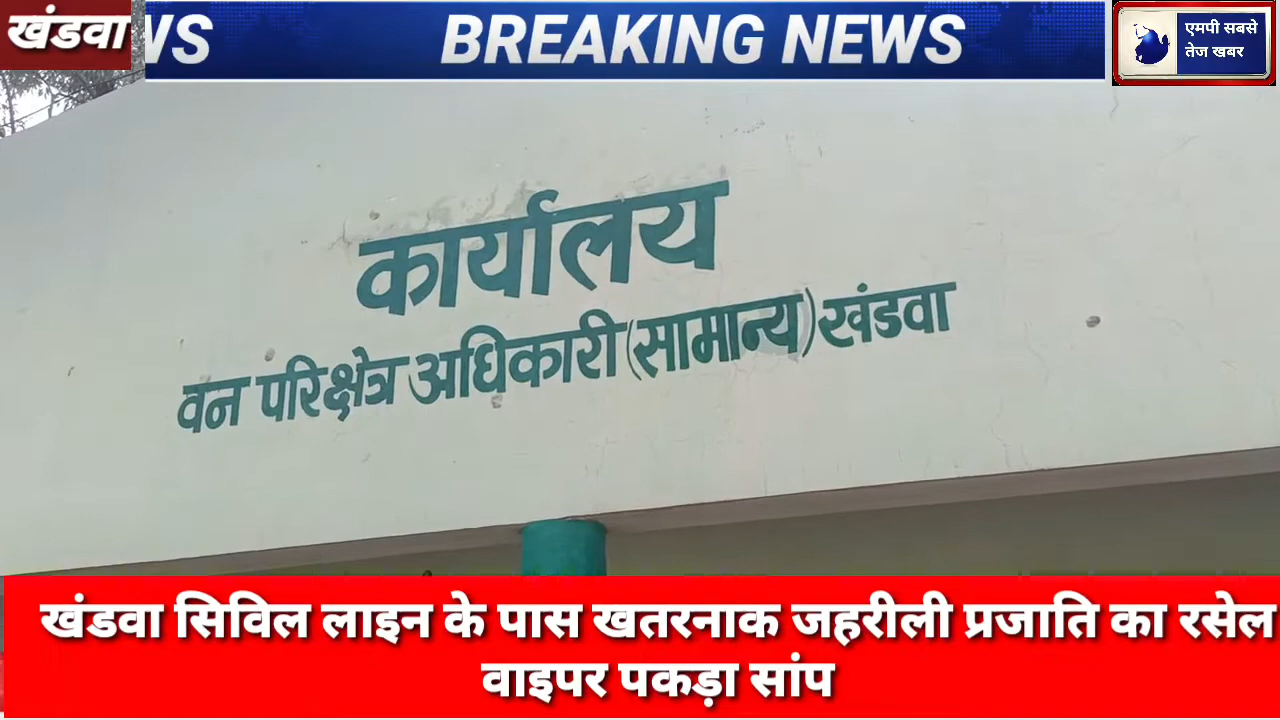 खंडवा
WS
BREAKING NEWS
एमपी सबसे
तेज खबर
कार्यालय
वन परिक्षेत्र अधिकारी (सामान्य) खंडवा
खंडवा सिविल लाइन के पास खतरनाक जहरीली प्रजाति का रसेल
वाइपर पकड़ा सांप